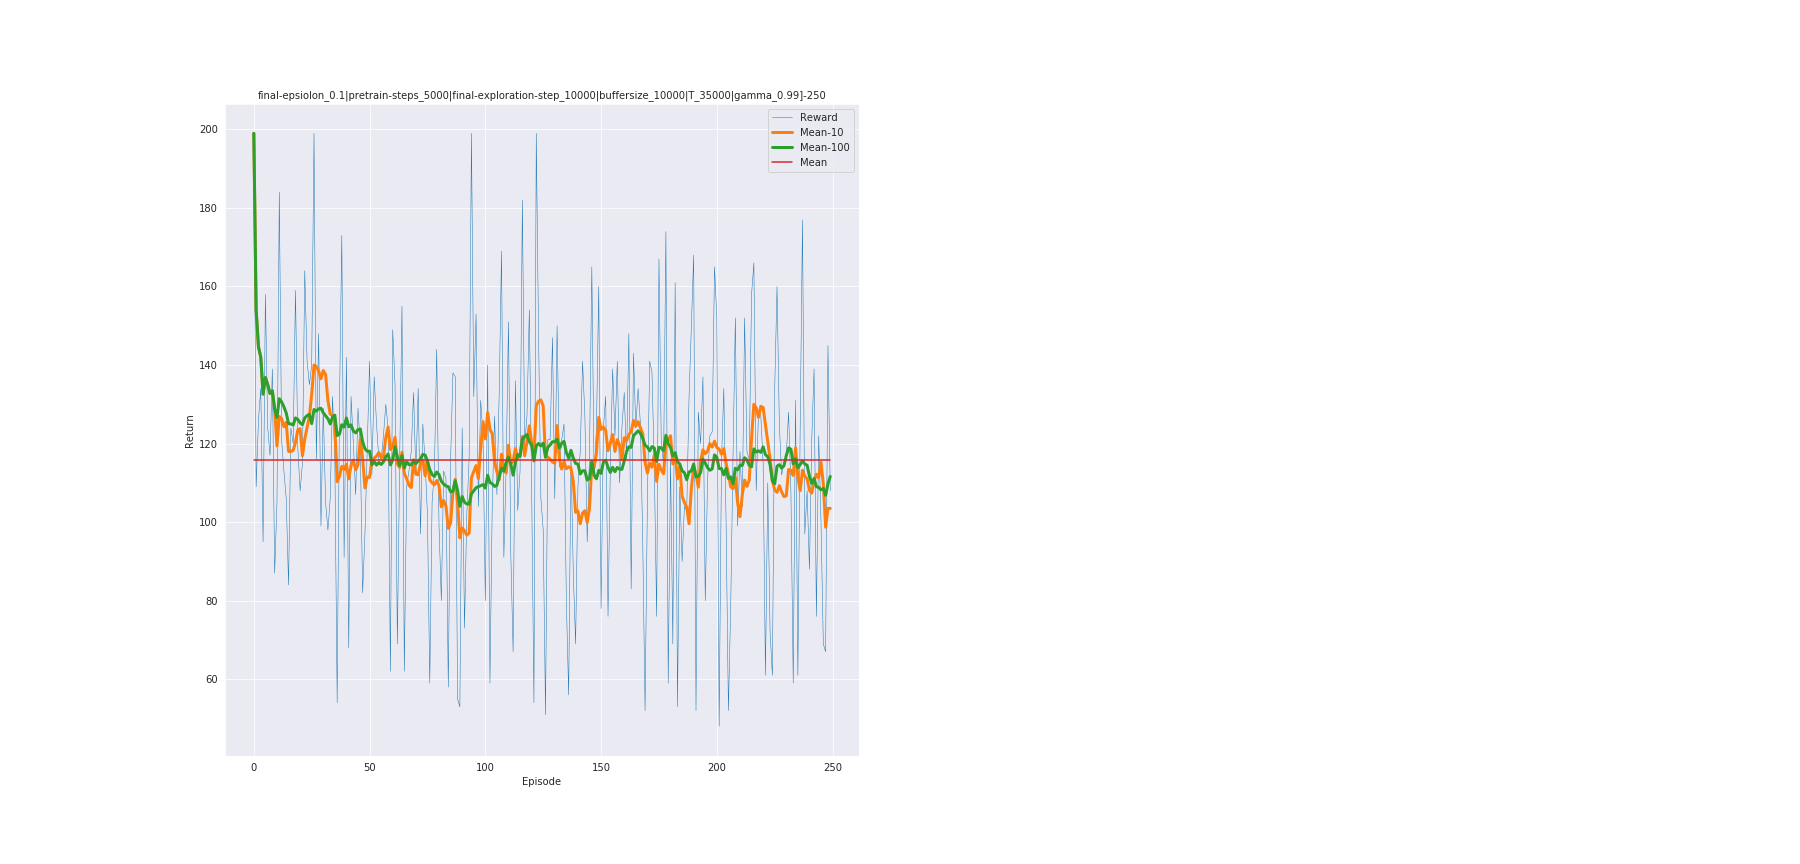 final-epsiolon_0.1|pretrain-steps_5000|final-exploration-step_10000|buffersize_10000|T_35000|gamma_0.99]-250
Reward
Mean-10
Mean-100
Mean
200
180
160
140
120
100
80
60
Return
0 50 100 150 200 250
Episode